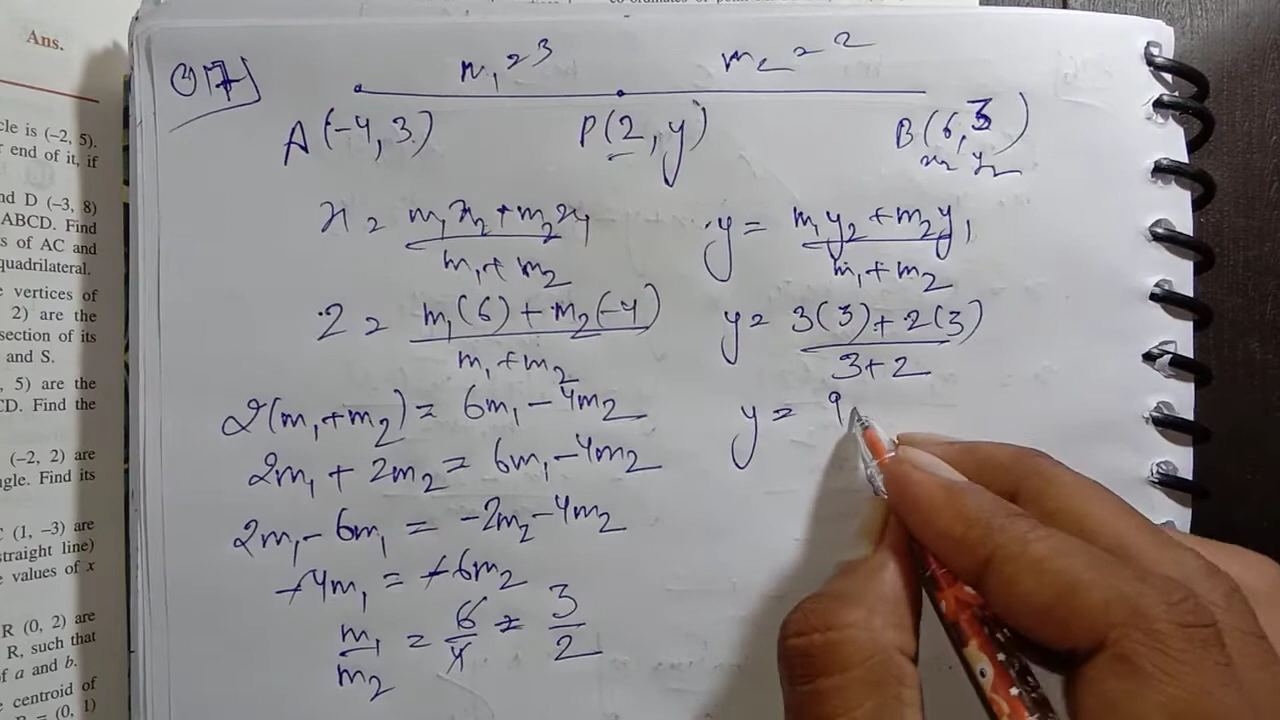 Ans.
cle is (–2, 5).
r end of it, if
nd D (–3, 8)
ABCD. Find
s of AC and
quadrilateral.
e vertices of
2) are the
section of its
and S.
, 5) are the
CD. Find the
(–2, 2) are
gle. Find its
C (1, –3) are
straight line)
e values of x
R (0, 2) are
R, such that
of a and b.
e centroid of
= (0, 1)
Q17]
m₁ = 3 m₂ = 2
A(-4, 3) P(2, y) B(6, 3)
x₂ y₂
x = m₁x₂ + m₂x₁ / m₁ + m₂
2 = m₁(6) + m₂(-4) / m₁ + m₂
2(m₁ + m₂) = 6m₁ - 4m₂
2m₁ + 2m₂ = 6m₁ - 4m₂
2m₁ - 6m₁ = -2m₂ - 4m₂
-4m₁ = -6m₂
m₁ / m₂ = 6 / 4 = 3 / 2
y = m₁y₂ + m₂y₁ / m₁ + m₂
y = 3(3) + 2(3) / 3 + 2
y = 9